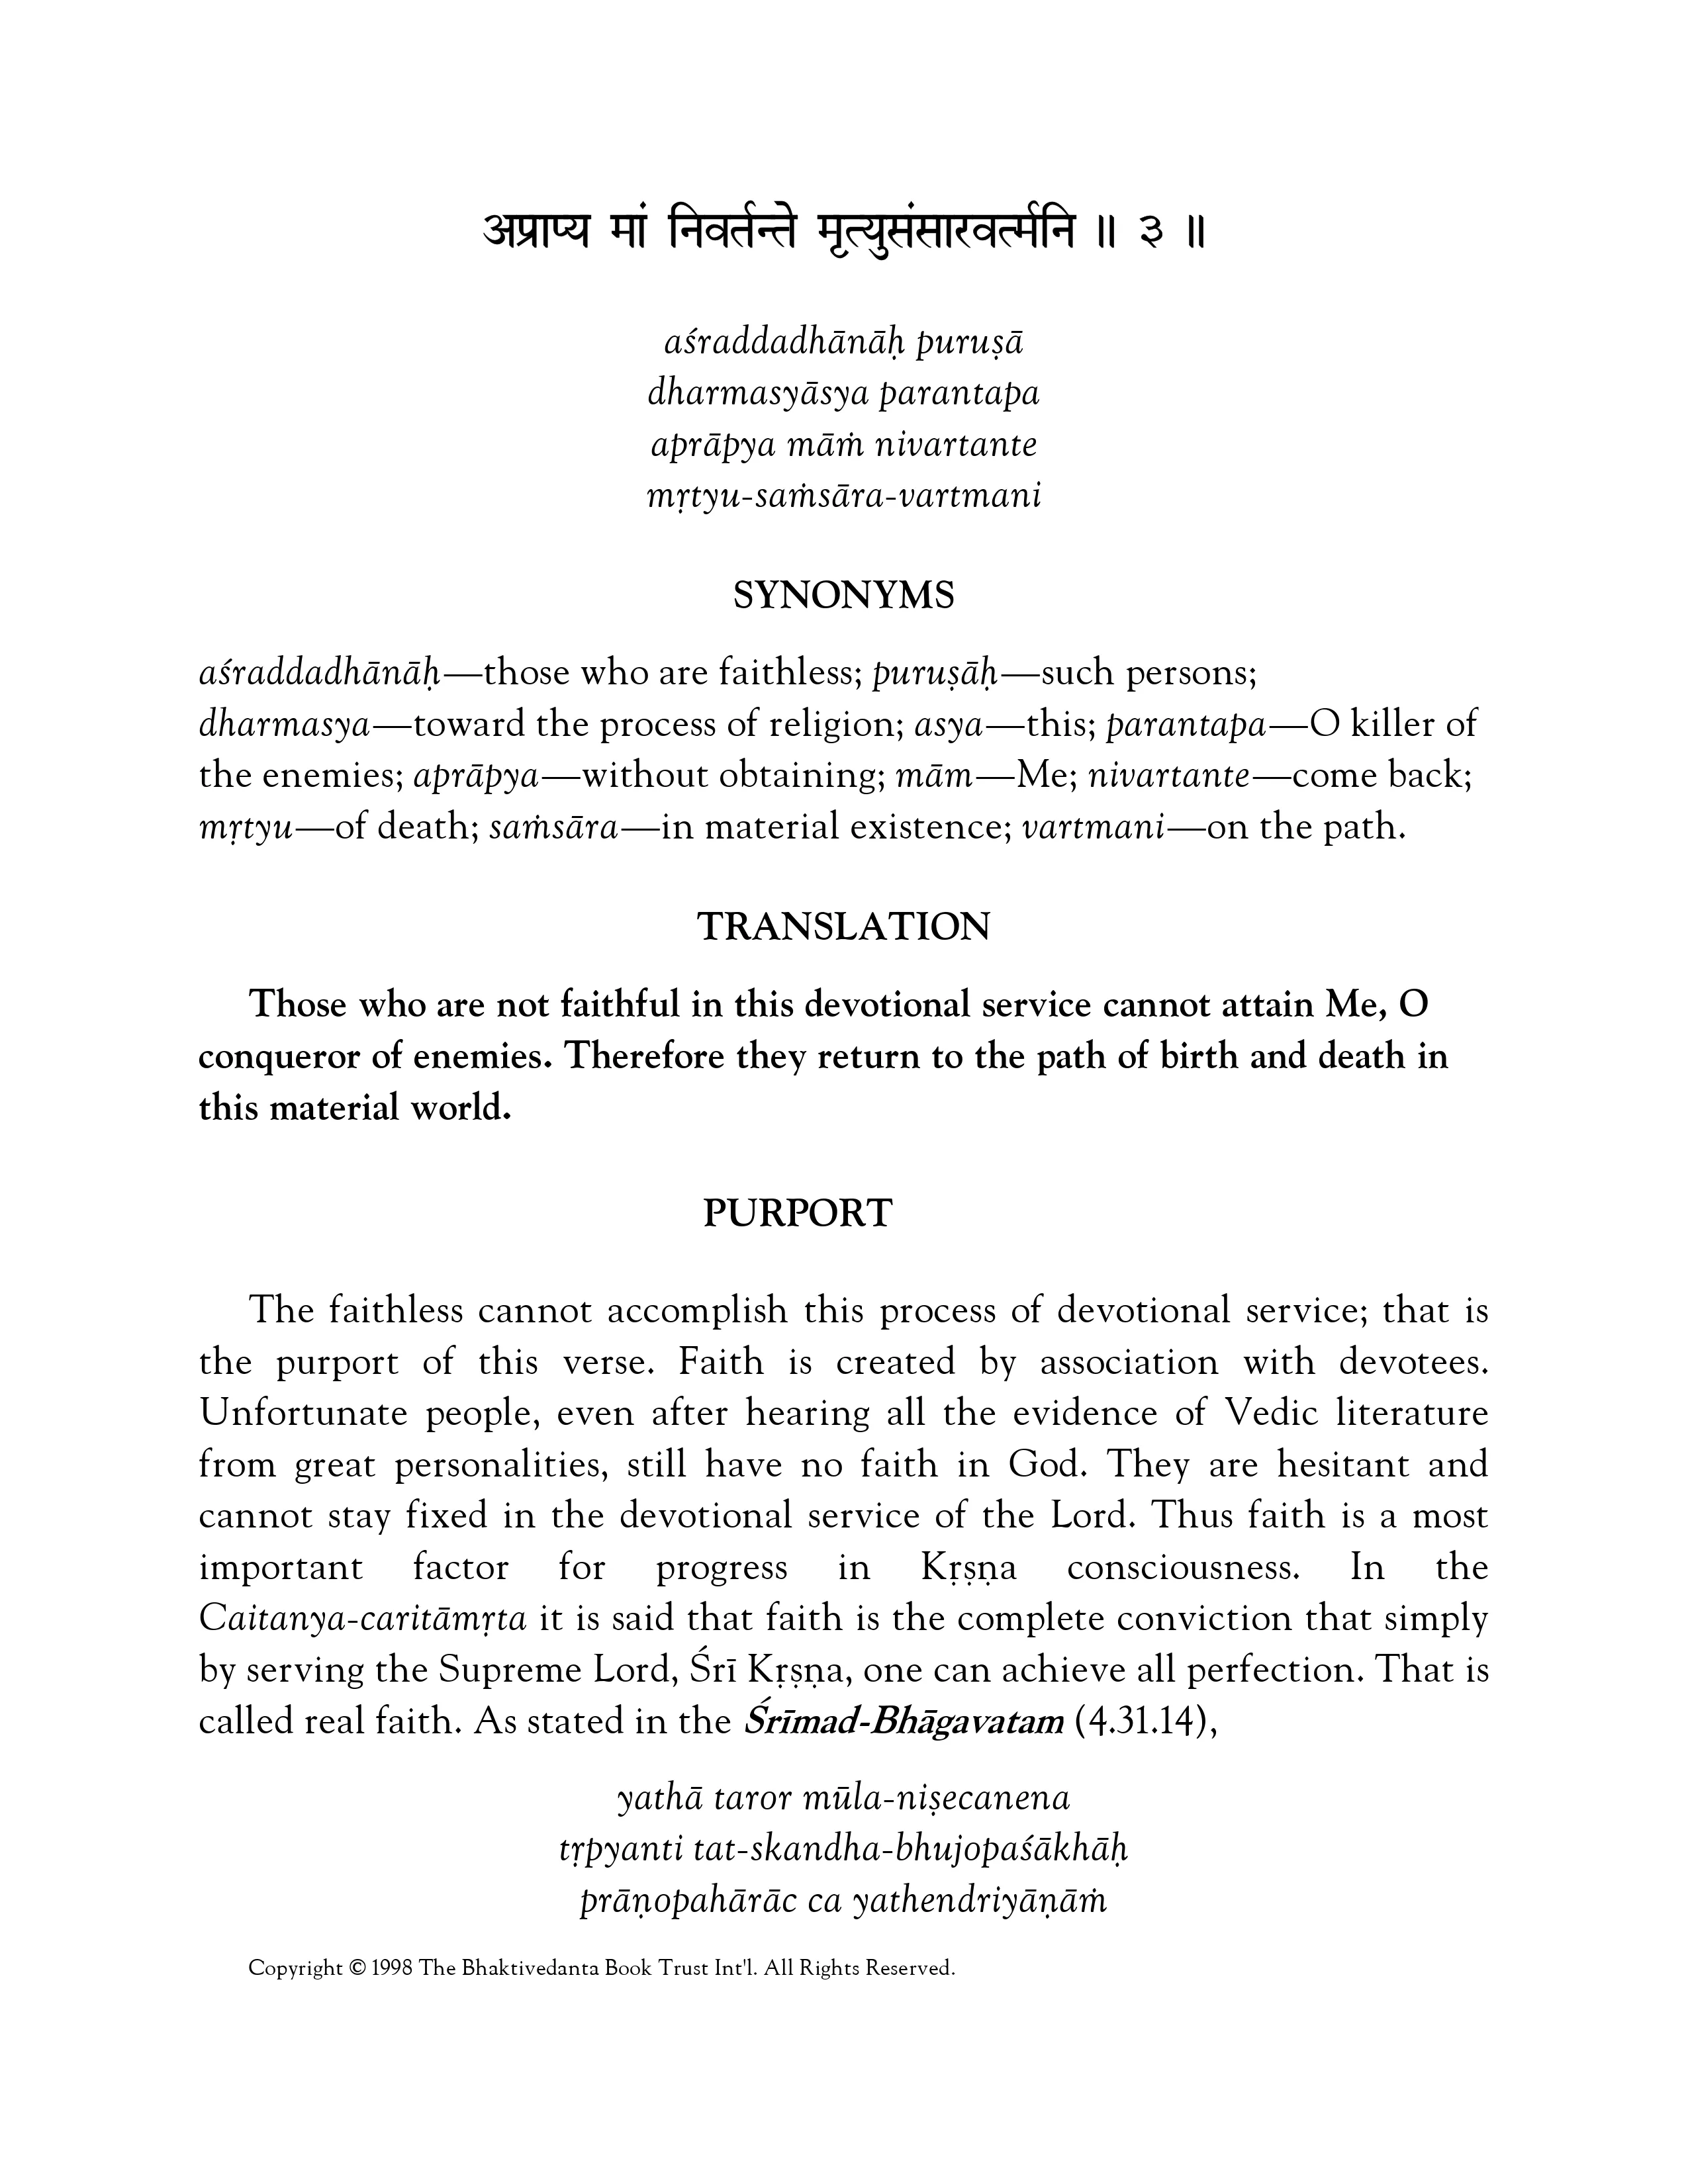 अप्राप्य मां निवर्तन्ते मृत्युसंसारवर्त्मनि ॥ ३ ॥
aśraddadhānāḥ puruṣā
dharmasyāsya parantapa
aprāpya māṁ nivartante
mṛtyu-saṁsāra-vartmani
SYNONYMS
aśraddadhānāḥ—those who are faithless; puruṣāḥ—such persons;
dharmasya—toward the process of religion; asya—this; parantapa—O killer of
the enemies; aprāpya—without obtaining; mām—Me; nivartante—come back;
mṛtyu—of death; saṁsāra—in material existence; vartmani—on the path.
TRANSLATION
Those who are not faithful in this devotional service cannot attain Me, O
conqueror of enemies. Therefore they return to the path of birth and death in
this material world.
PURPORT
The faithless cannot accomplish this process of devotional service; that is
the purport of this verse. Faith is created by association with devotees.
Unfortunate people, even after hearing all the evidence of Vedic literature
from great personalities, still have no faith in God. They are hesitant and
cannot stay fixed in the devotional service of the Lord. Thus faith is a most
important factor for progress in Kṛṣṇa consciousness. In the
Caitanya-caritāmṛta it is said that faith is the complete conviction that simply
by serving the Supreme Lord, Śrī Kṛṣṇa, one can achieve all perfection. That is
called real faith. As stated in the Śrīmad-Bhāgavatam (4.31.14),
yathā taror mūla-niṣecanena
tṛpyanti tat-skandha-bhujopaśākhāḥ
prāṇopahārāc ca yathendriyāṇāṁ
Copyright © 1998 The Bhaktivedanta Book Trust Int'l. All Rights Reserved.